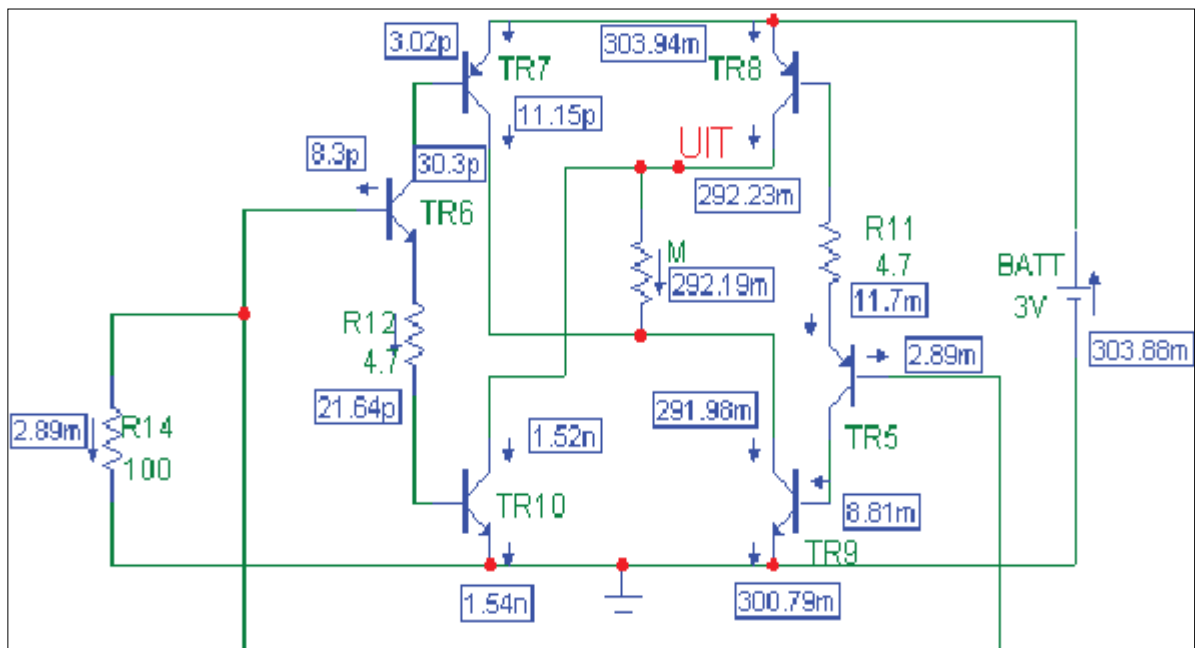 3.02p
303.94m
TR7
TR8
11.15p
UIT
8.3p
30.3p
292.23m
TR6
R11
4.7
M
292.19m
BATT
3V
11.7m
R12
4.7
303.88m
2.89m
21.64p
291.98m
2.89m
R14
100
1.52n
TR5
TR10
8.81m
TR9
1.54n
300.79m